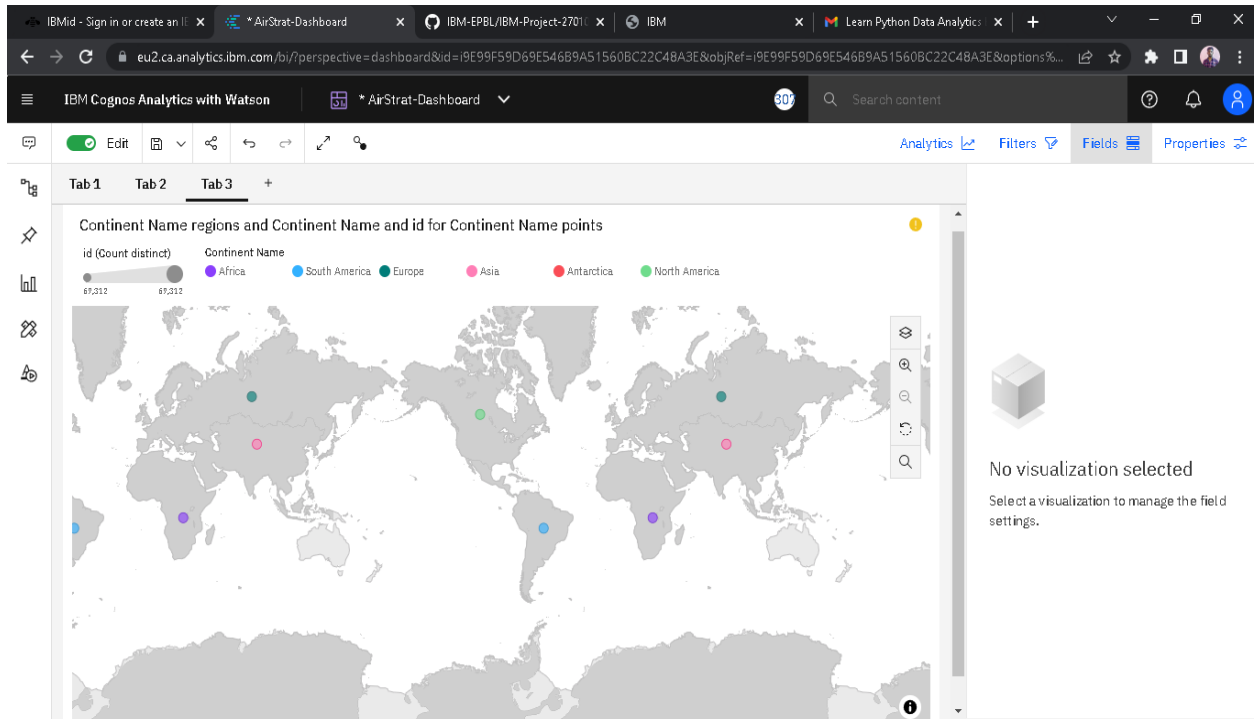 IBMid - Sign in or create an IE
* AirStrat-Dashboard
IBM-EPBL/IBM-Project-2701
IBM
Learn Python Data Analytics
eu2.ca.analytics.ibm.com/bi/?perspective=dashboard&id=i9E99F59D69E546B9A51560BC22C48A3E&objRef=i9E99F59D69E546B9A51560BC22C48A3E&options%...
IBM Cognos Analytics with Watson
* AirStrat-Dashboard
307
Search content
Edit
Analytics
Filters
Fields
Properties
Tab 1
Tab 2
Tab 3
Continent Name regions and Continent Name and id for Continent Name points
id (Count distinct)
69,312
69,312
Continent Name
Africa
South America
Europe
Asia
Antarctica
North America
No visualization selected
Select a visualization to manage the field
settings.